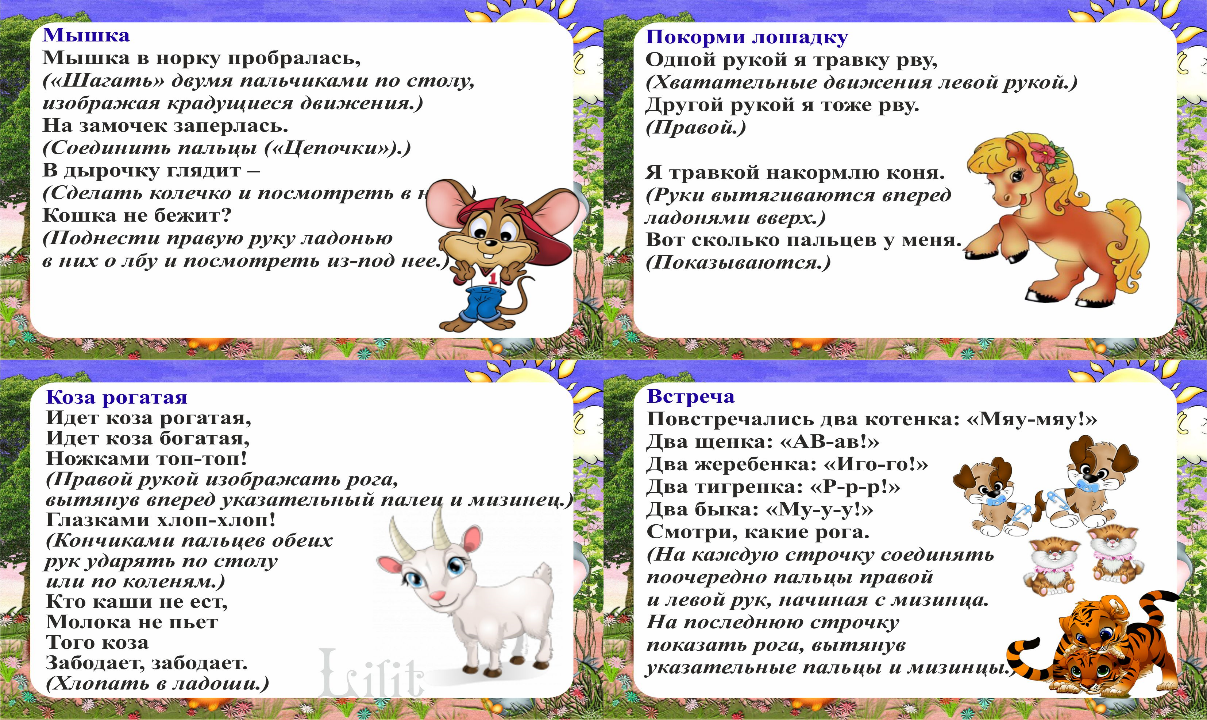 Мышка
Мышка в норку пробралась,
(«Шагать» двумя пальчиками по столу,
изображая крадущиеся движения.)
На замочек заперлась.
(Соединить пальцы («Цепочки»).)
В дырочку глядит –
(Сделать колечко и посмотреть в н
Кошка не бежит?
(Поднести правую руку ладонью
в них о лбу и посмотреть из-под нее.)
1
Покорми лошадку
Одной рукой я травку рву,
(Хватательные движения левой рукой.)
Другой рукой я тоже рву.
(Правой.)
Я травкой накормлю коня.
(Руки вытягиваются вперед
ладонями вверх.)
Вот сколько пальцев у меня.
(Показываются.)
Коза рогатая
Идет коза рогатая,
Идет коза богатая,
Ножками топ-топ!
(Правой рукой изображать рога,
вытянув вперед указательный палец и мизинец.)
Глазками хлоп-хлоп!
(Кончиками пальцев обеих
рук ударять по столу
или по коленям.)
Кто каши не ест,
Молока не пьет
Того коза
Забодает, забодает.
(Хлопать в ладоши.)
Lilit
Встреча
Повстречались два котенка: «Мяу-мяу!»
Два щенка: «АВ-ав!»
Два жеребенка: «Иго-го!»
Два тигренка: «Р-р-р!»
Два быка: «Му-у-у!»
Смотри, какие рога.
(На каждую строчку соединять
поочередно пальцы правой
и левой рук, начиная с мизинца.
На последнюю строчку
показать рога, вытянув
указательные пальцы и мизинцы.)